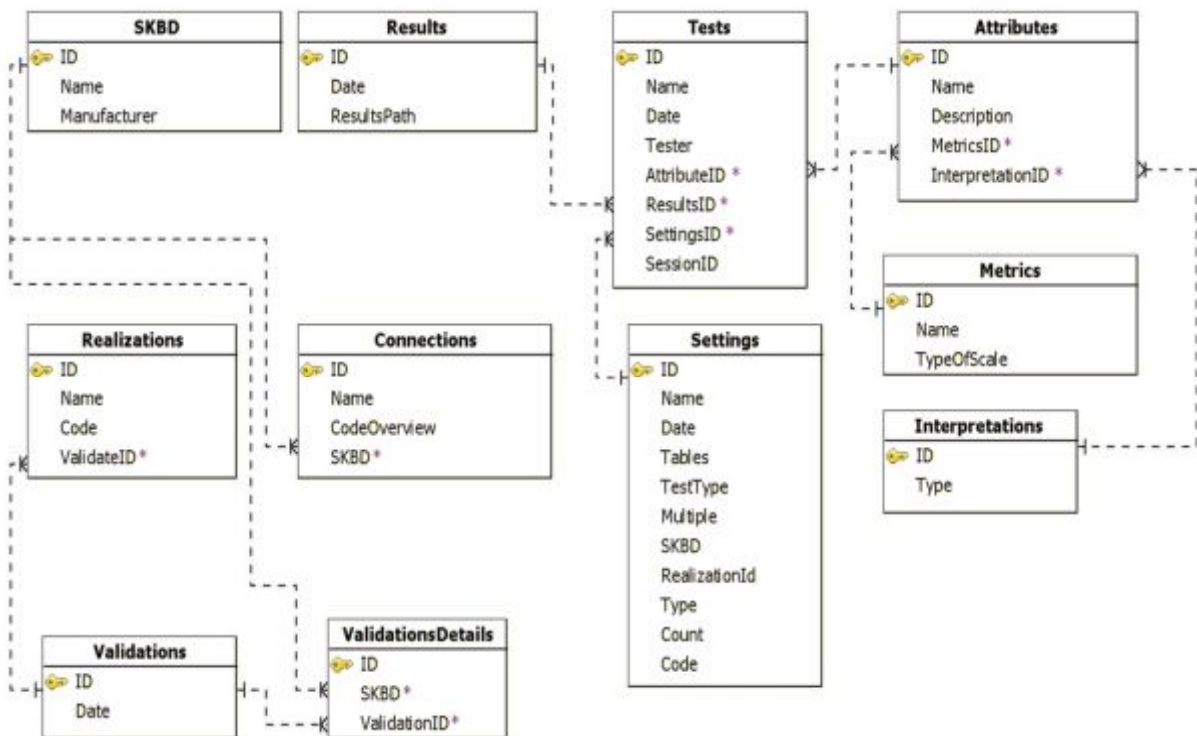 SKBD
ID
Name
Manufacturer
Results
ID
Date
ResultsPath
Tests
ID
Name
Date
Tester
AttributeID *
ResultsID *
SettingsID *
SessionID
Attributes
ID
Name
Description
MetricsID *
InterpretationID *
Metrics
ID
Name
TypeOfScale
Realizations
ID
Name
Code
ValidateID *
Connections
ID
Name
CodeOverview
SKBD *
Settings
ID
Name
Date
Tables
TestType
Multiple
SKBD
RealizationId
Type
Count
Code
Interpretations
ID
Type
Validations
ID
Date
ValidationsDetails
ID
SKBD *
ValidationID *